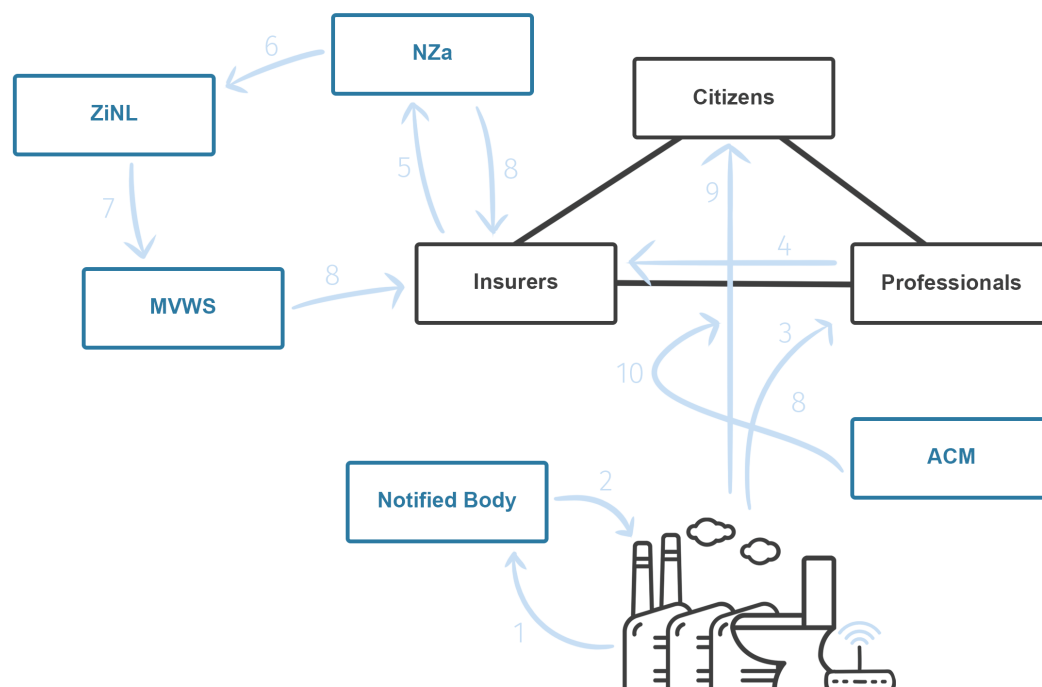 NZa
6
ZiNL
Citizens
5
8
9
7
4
8
Insurers
Professionals
MVWS
3
10
8
ACM
Notified Body
2
1